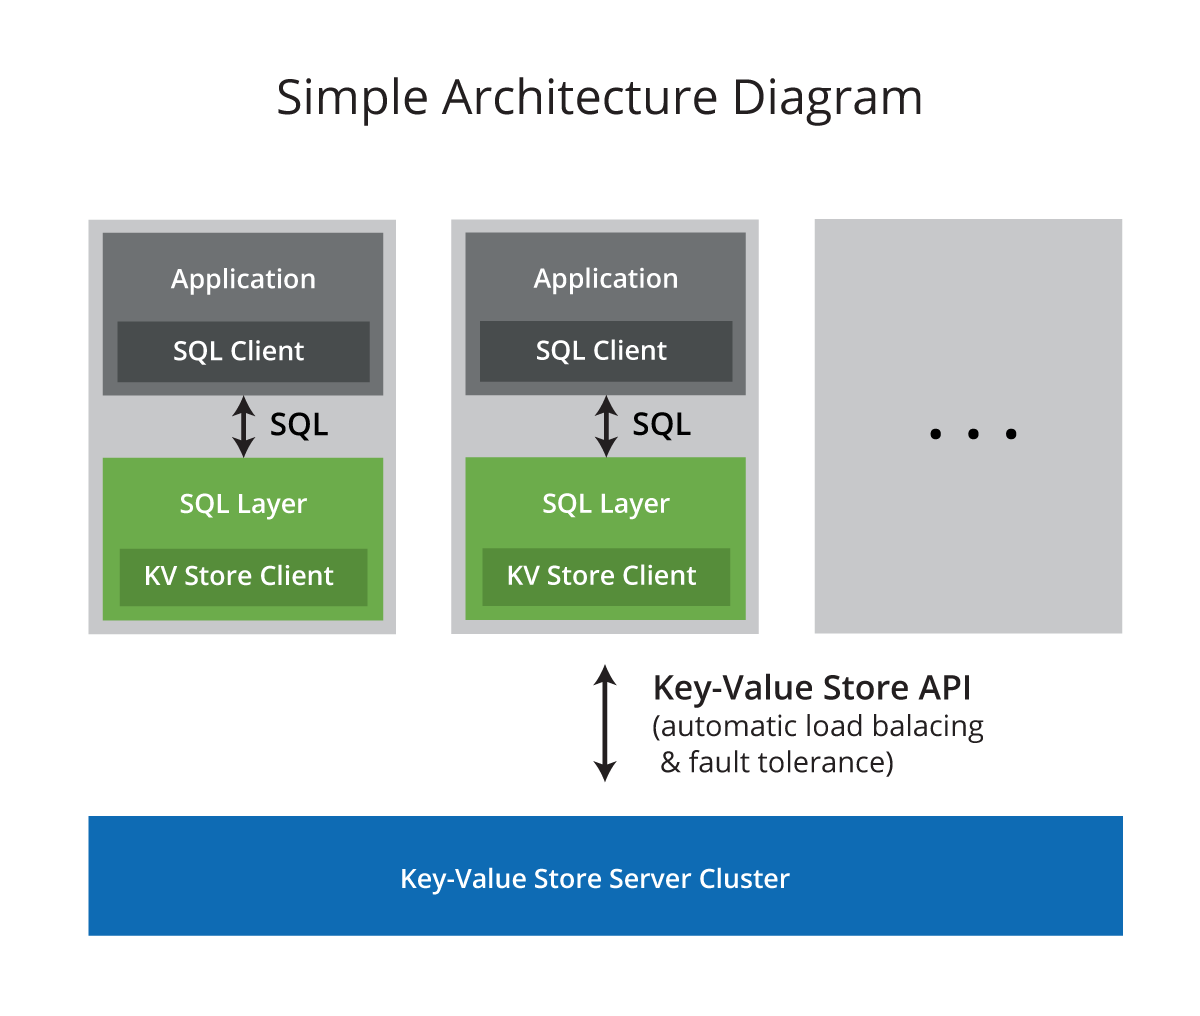 Simple Architecture Diagram
Application
SQL Client
SQL
SQL Layer
KV Store Client
Application
SQL Client
SQL
SQL Layer
KV Store Client
. . .
Key-Value Store API
(automatic load balacing
& fault tolerance)
Key-Value Store Server Cluster